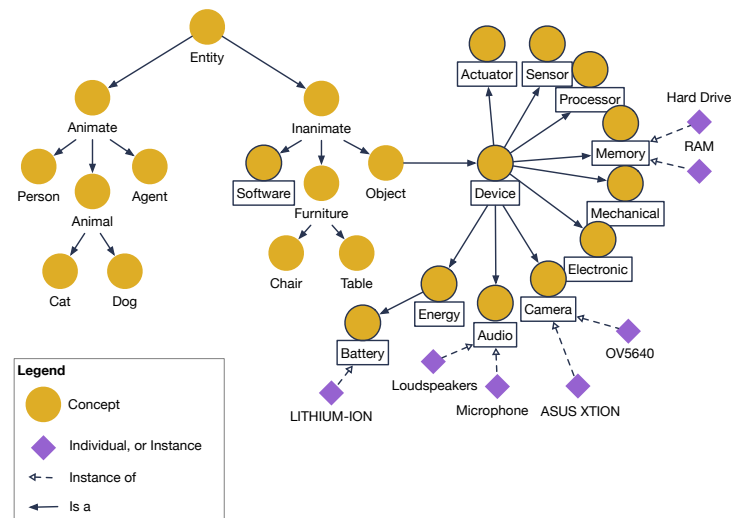 Entity
Actuator
Sensor
Processor
Hard Drive
Animate
Inanimate
RAM
Memory
Person
Agent
Software
Object
Device
Animal
Furniture
Mechanical
Cat
Dog
Chair
Table
Electronic
Energy
Camera
Audio
Battery
OV5640
Loudspeakers
LITHIUM-ION
Microphone
ASUS XTION
Legend
Concept
Individual, or Instance
Instance of
Is a